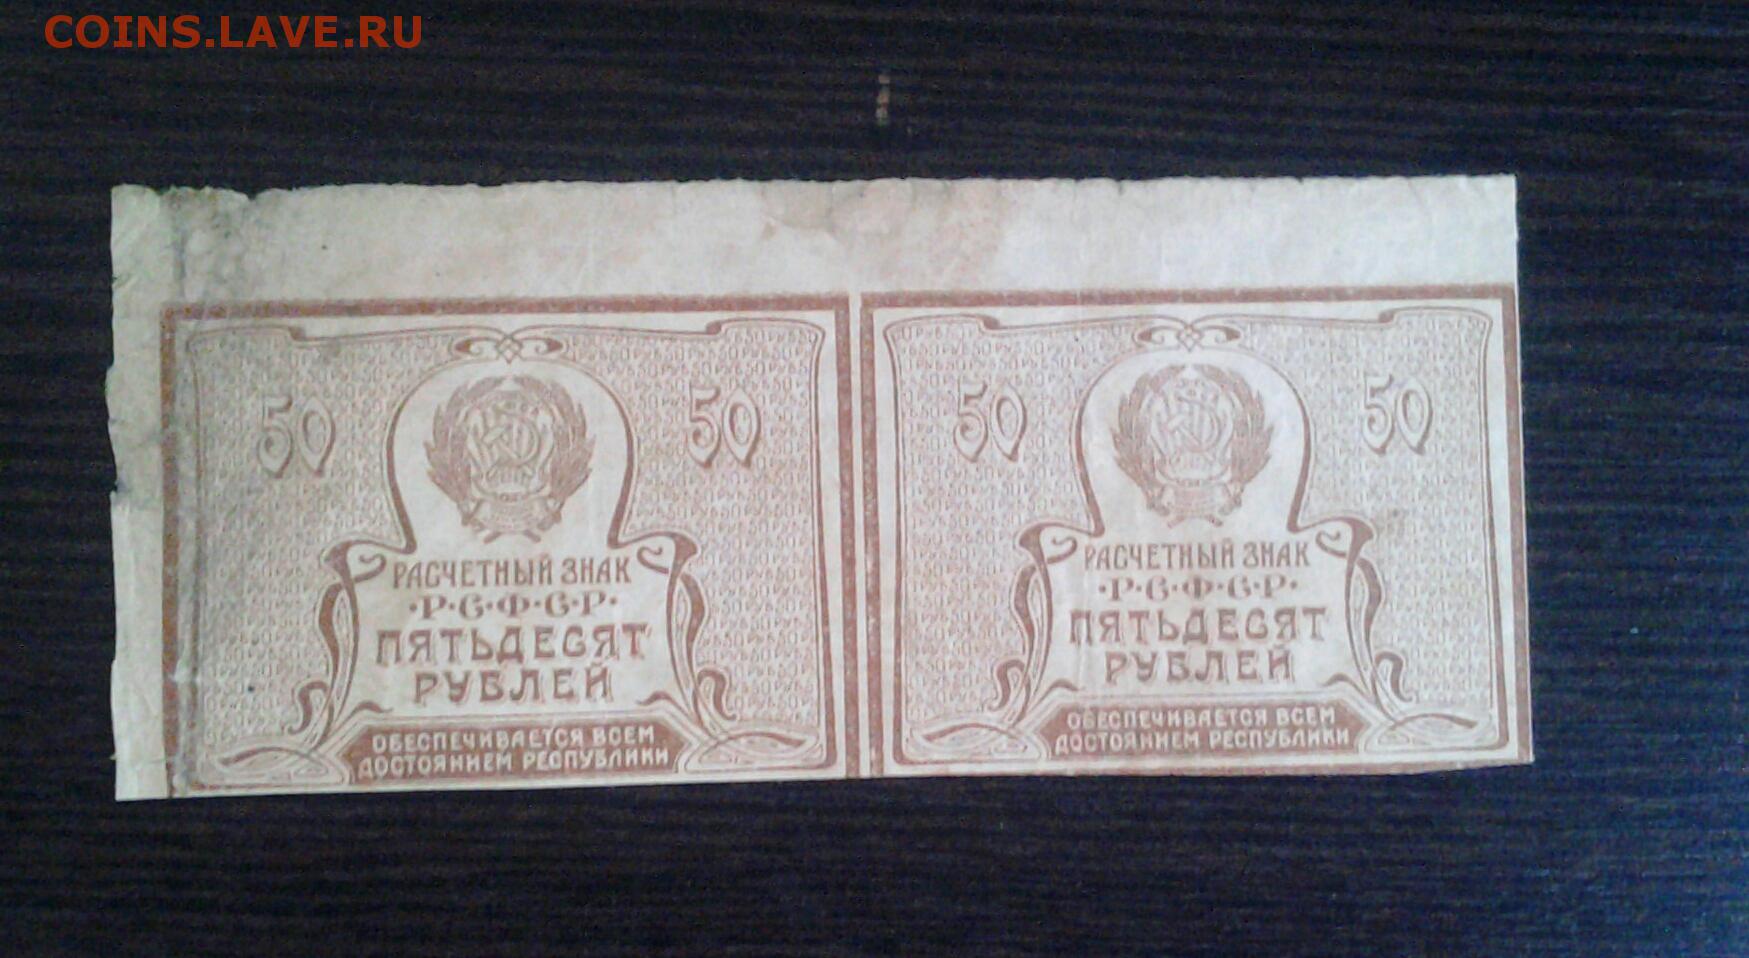 COINS.LAVE.RU
50 50
РАСЧЕТНЫЙ ЗНАК
·Р·С·Ф·С·Р·
ПЯТЬДЕСЯТ
РУБЛЕЙ
ОБЕСПЕЧИВАЕТСЯ ВСЕМ
ДОСТОЯНИЕМ РЕСПУБЛИКИ
50 50
РАСЧЕТНЫЙ ЗНАК
·Р·С·Ф·С·Р·
ПЯТЬДЕСЯТ
РУБЛЕЙ
ОБЕСПЕЧИВАЕТСЯ ВСЕМ
ДОСТОЯНИЕМ РЕСПУБЛИКИ